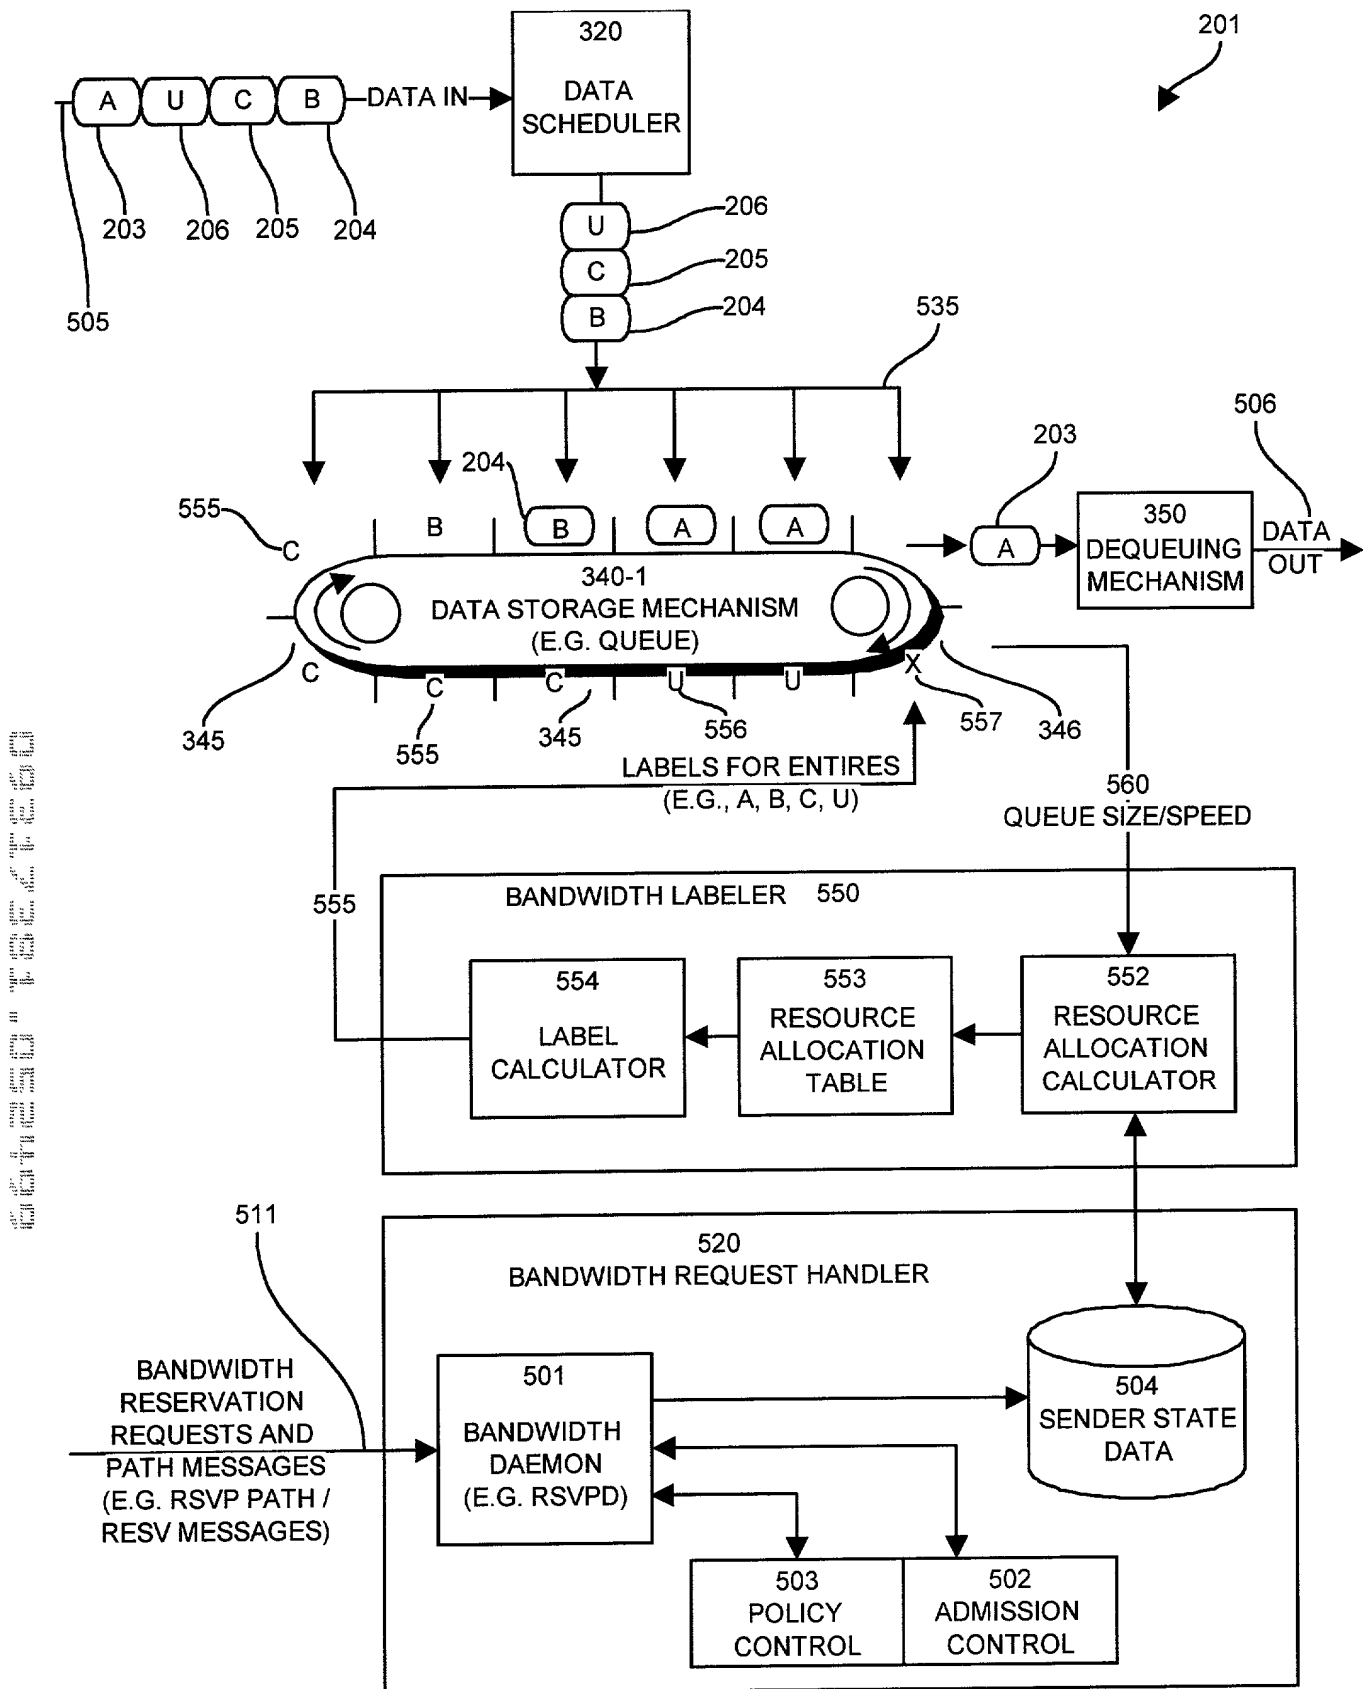 201
320
DATA
SCHEDULER
A U C B
DATA IN
203 206 205 204
505
U
206
C
205
B
204
535
506
203
204
555
C B B A A
A
350
DEQUEUING
MECHANISM
DATA
OUT
340-1
DATA STORAGE MECHANISM
(E.G. QUEUE)
C C C U U X
345 555 345 556 557 346
LABELS FOR ENTIRES
(E.G., A, B, C, U)
560
QUEUE SIZE/SPEED
555
BANDWIDTH LABELER 550
554
LABEL
CALCULATOR
553
RESOURCE
ALLOCATION
TABLE
552
RESOURCE
ALLOCATION
CALCULATOR
511
520
BANDWIDTH REQUEST HANDLER
BANDWIDTH
RESERVATION
REQUESTS AND
PATH MESSAGES
(E.G. RSVP PATH /
RESV MESSAGES)
501
BANDWIDTH
DAEMON
(E.G. RSVPD)
504
SENDER STATE
DATA
503
POLICY
CONTROL
502
ADMISSION
CONTROL